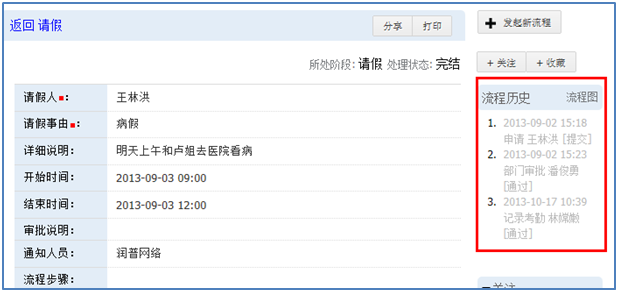 返回 请假
分享 打印
所处阶段: 请假 处理状态: 完结
请假人: 王林洪
请假事由: 病假
详细说明: 明天上午和卢姐去医院看病
开始时间: 2013-09-03 09:00
结束时间: 2013-09-03 12:00
审批说明:
通知人员: 润普网络
流程步骤:
+ 发起新流程
+ 关注 + 收藏
流程历史 流程图
1. 2013-09-02 15:18
申请 王林洪 [提交]
2. 2013-09-02 15:23
部门审批 潘俊勇
[通过]
3. 2013-10-17 10:39
记录考勤 林嫦嫩
[通过]
关注